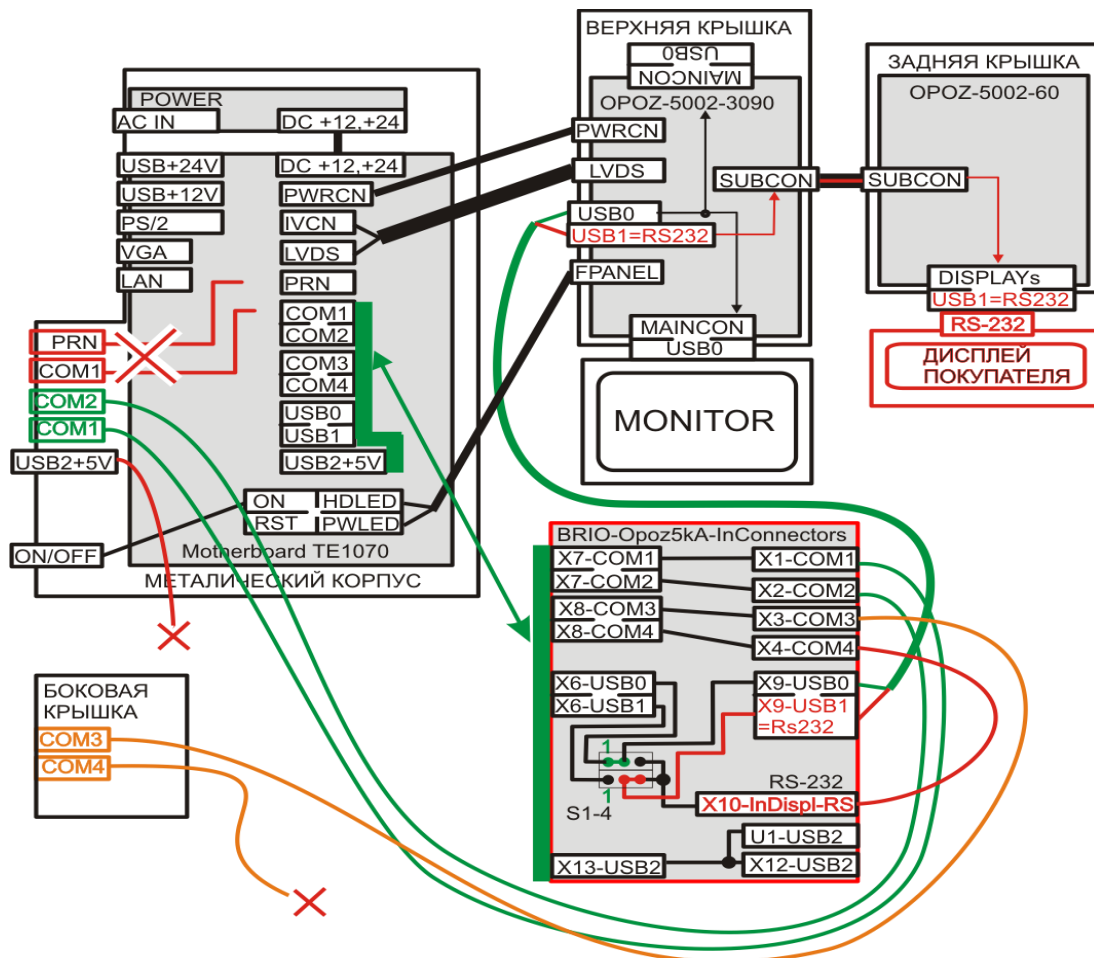 ВЕРХНЯЯ КРЫШКА
USB0
MAINCON
OPOZ-5002-3090
PWRCN
LVDS
SUBCON
USB0
USB1=RS232
FPANEL
MAINCON
USB0
MONITOR
ЗАДНЯЯ КРЫШКА
OPOZ-5002-60
SUBCON
DISPLAYs
USB1=RS232
RS-232
ДИСПЛЕЙ
ПОКУПАТЕЛЯ
POWER
AC IN
DC +12,+24
USB+24V
DC +12,+24
USB+12V
PWRCN
PS/2
IVCN
VGA
LVDS
LAN
PRN
COM1
COM2
COM3
COM4
USB0
USB1
USB2+5V
PRN
COM1
COM2
COM1
USB2+5V
ON
HDLED
RST
PWLED
Motherboard TE1070
ON/OFF
МЕТАЛИЧЕСКИЙ КОРПУС
БОКОВАЯ
КРЫШКА
COM3
COM4
BRIO-Opoz5kA-InConnectors
X7-COM1
X1-COM1
X7-COM2
X2-COM2
X8-COM3
X3-COM3
X8-COM4
X4-COM4
X6-USB0
X9-USB0
X6-USB1
X9-USB1
=Rs232
1
1
S1-4
RS-232
X10-InDispl-RS
U1-USB2
X13-USB2
X12-USB2